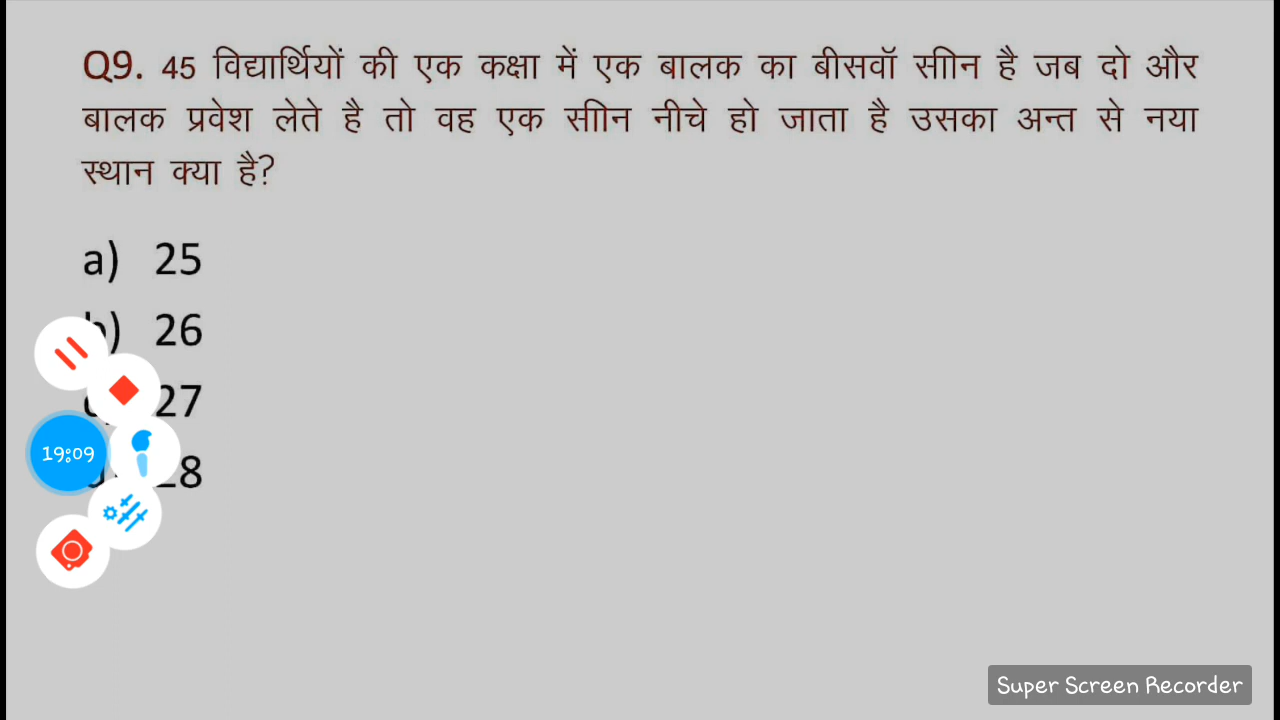 Q9. 45 विद्यार्थियों की एक कक्षा में एक बालक का बीसवॉ साीन है जब दो और
बालक प्रवेश लेते है तो वह एक साीन नीचे हो जाता है उसका अन्त से नया
स्थान क्या है?
a) 25
b) 26
27
28
19:09
Super Screen Recorder